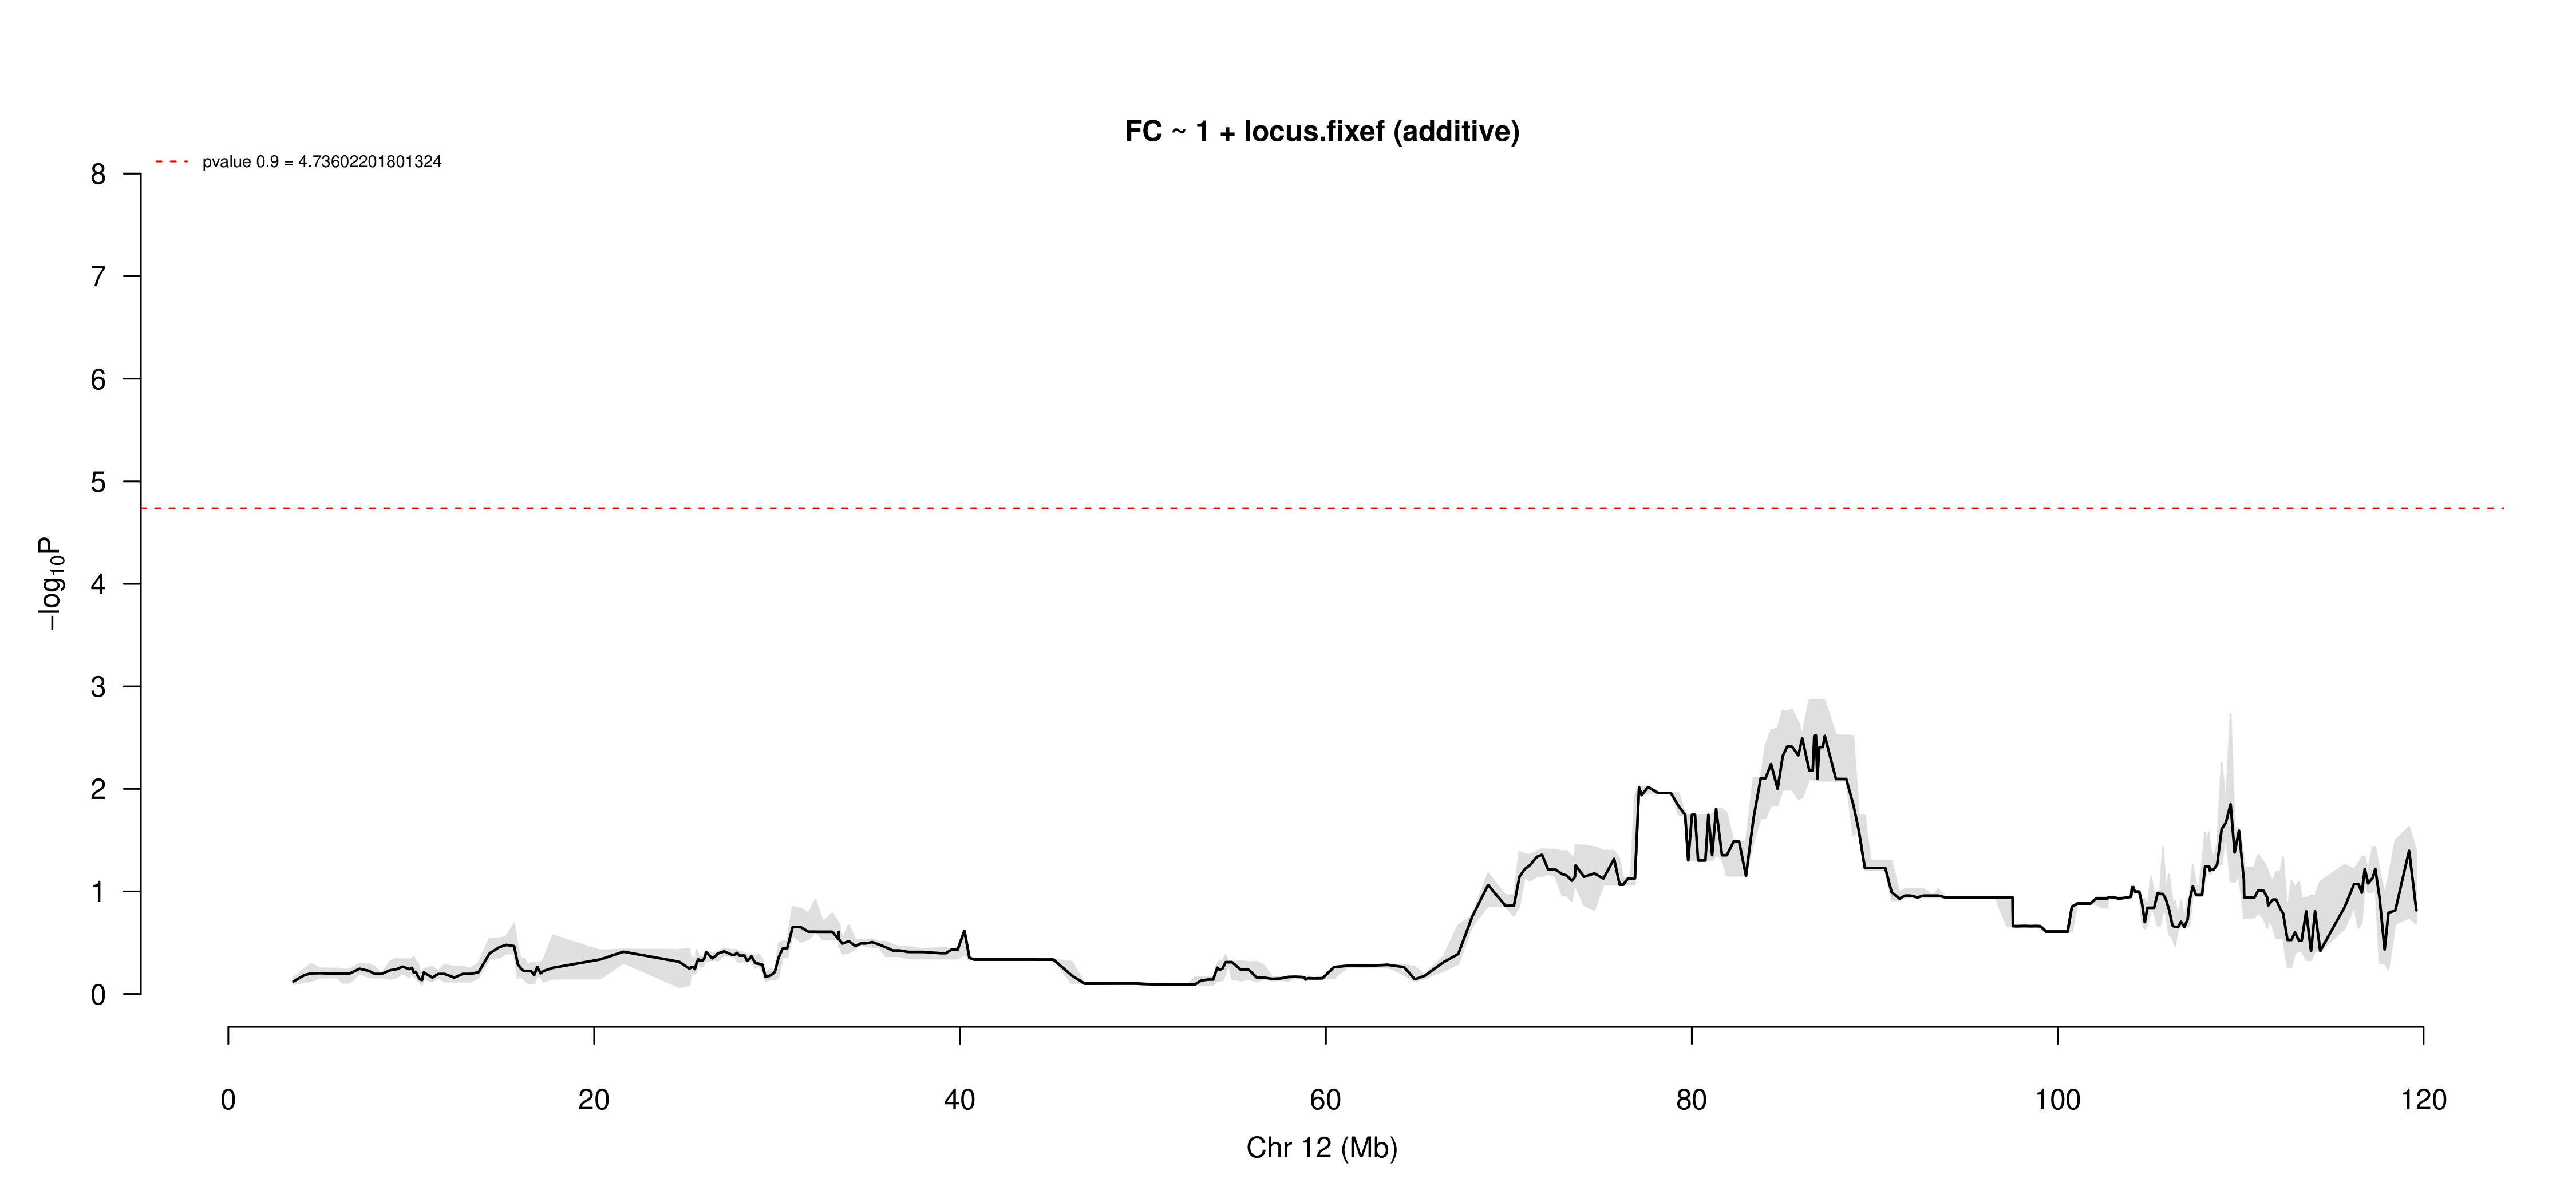 FC ~ 1 + locus.fixef (additive)
pvalue 0.9 = 4.73602201801324
8
7
6
5
4
3
2
1
0
−log10P
0 20 40 60 80 100 120
Chr 12 (Mb)